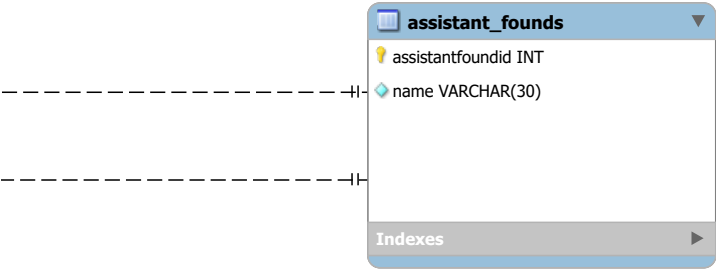 assistant_founds
assistantfoundid INT
name VARCHAR(30)
Indexes